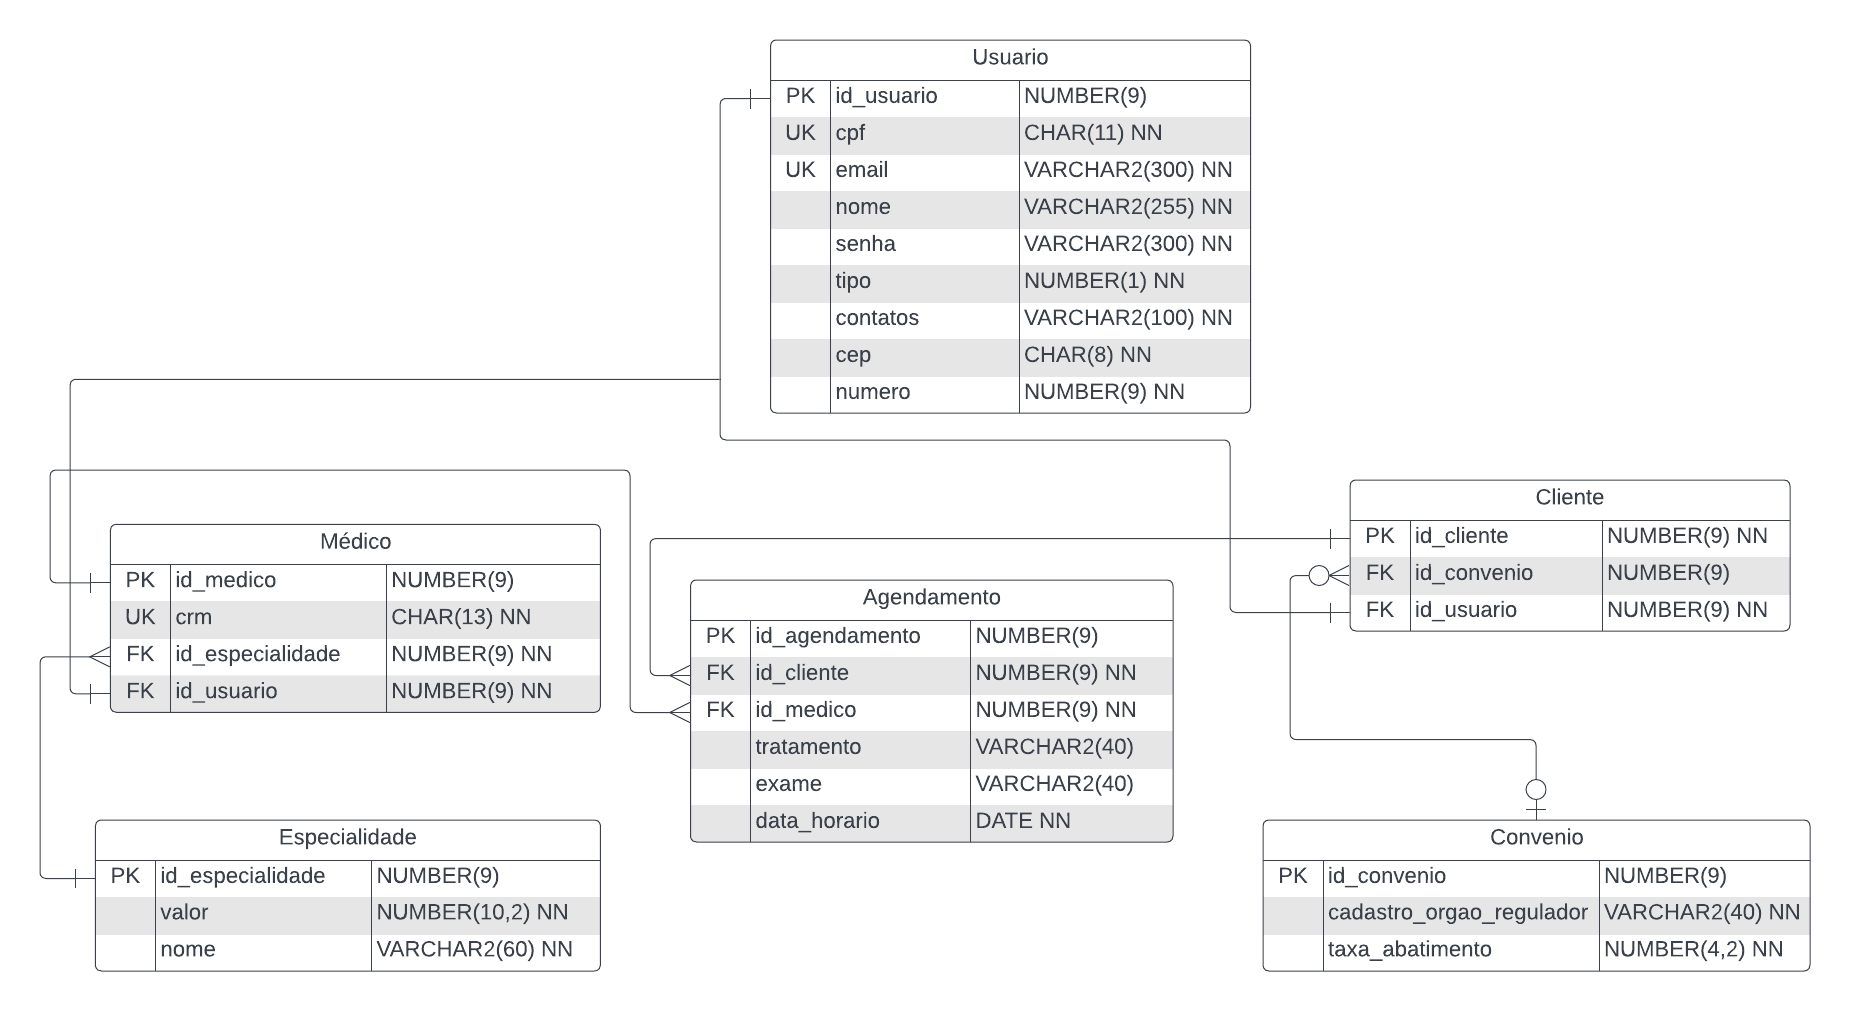 Usuario
PK id_usuario NUMBER(9)
UK cpf CHAR(11) NN
UK email VARCHAR2(300) NN
nome VARCHAR2(255) NN
senha VARCHAR2(300) NN
tipo NUMBER(1) NN
contatos VARCHAR2(100) NN
cep CHAR(8) NN
numero NUMBER(9) NN
Médico
PK id_medico NUMBER(9)
UK crm CHAR(13) NN
FK id_especialidade NUMBER(9) NN
FK id_usuario NUMBER(9) NN
Agendamento
PK id_agendamento NUMBER(9)
FK id_cliente NUMBER(9) NN
FK id_medico NUMBER(9) NN
tratamento VARCHAR2(40)
exame VARCHAR2(40)
data_horario DATE NN
Cliente
PK id_cliente NUMBER(9) NN
FK id_convenio NUMBER(9)
FK id_usuario NUMBER(9) NN
Especialidade
PK id_especialidade NUMBER(9)
valor NUMBER(10,2) NN
nome VARCHAR2(60) NN
Convenio
PK id_convenio NUMBER(9)
cadastro_orgao_regulador VARCHAR2(40) NN
taxa_abatimento NUMBER(4,2) NN